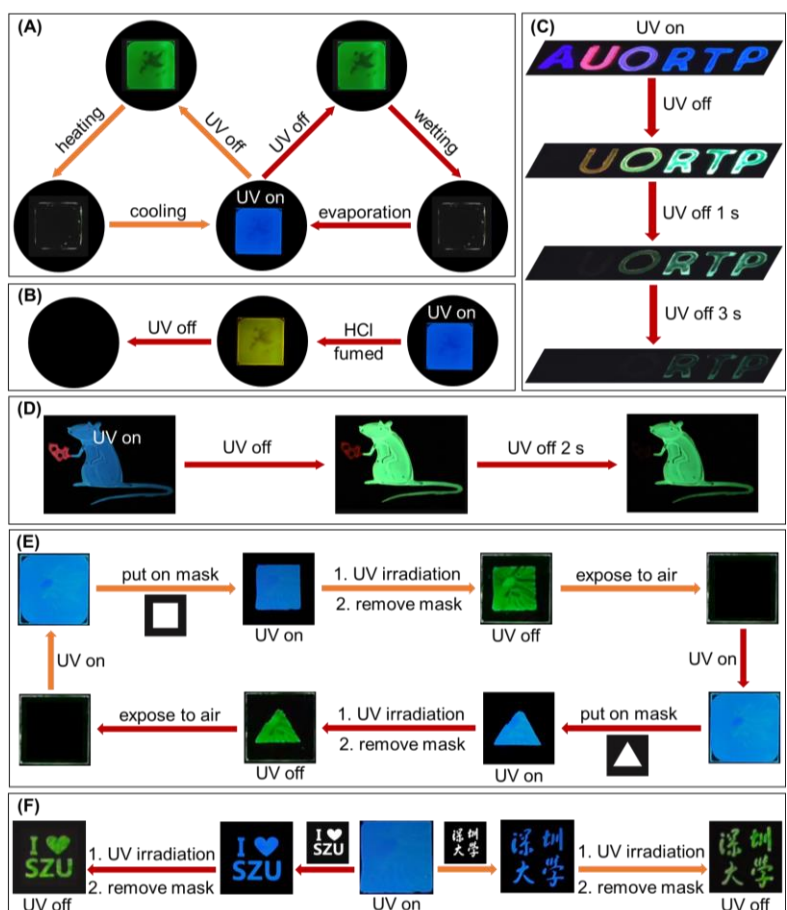 (A)
heating
UV off
UV off
wetting
UV on
cooling
evaporation
(B)
UV off
HCl
fumed
UV on
(C)
UV on
AUORTP
UV off
UORTP
UV off 1 s
ORTP
UV off 3 s
RTP
(D)
UV on
UV off
UV off 2 s
(E)
put on mask
1. UV irradiation
2. remove mask
expose to air
UV on
UV off
UV on
UV on
expose to air
1. UV irradiation
2. remove mask
put on mask
UV off
UV on
(F)
I
SZU
1. UV irradiation
2. remove mask
I
SZU
I
SZU
深圳
大学
深圳
大学
1. UV irradiation
2. remove mask
深圳
大学
UV off
UV on
UV off